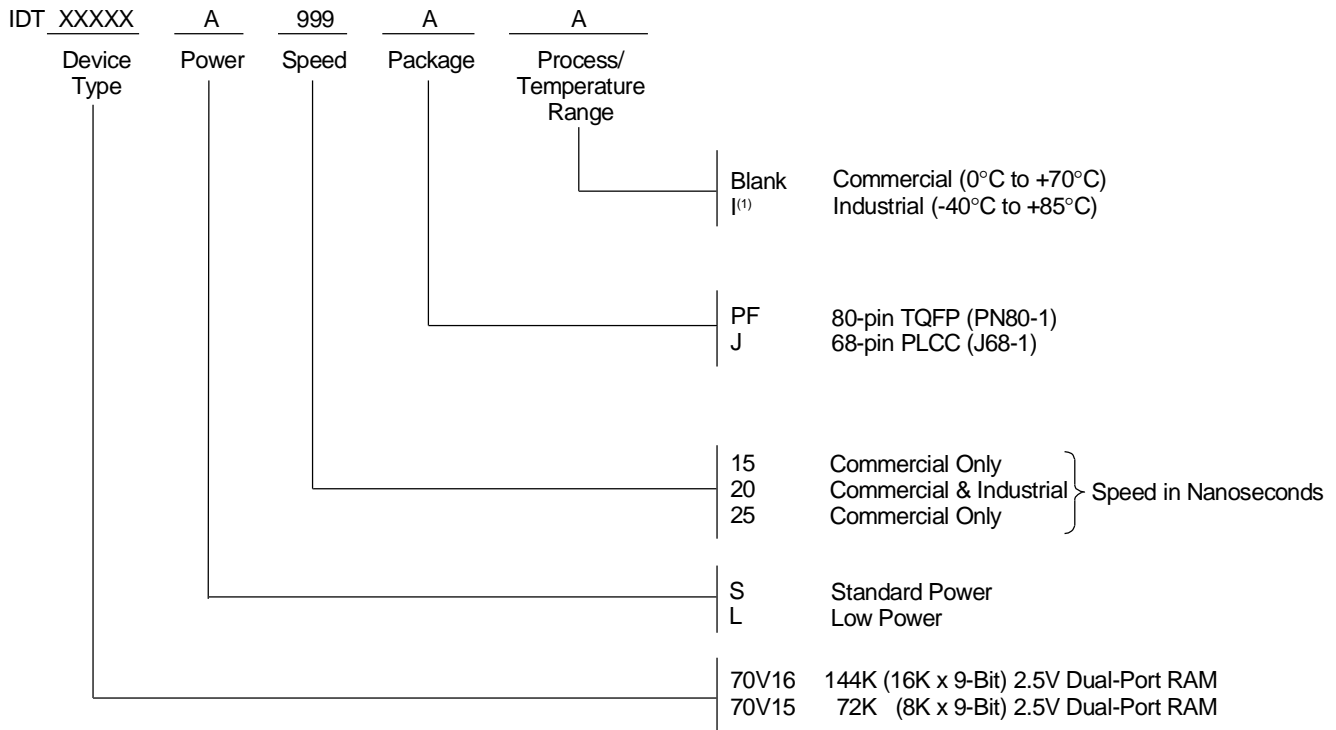 IDT XXXXX A 999 A A
Device Type Power Speed Package Process/ Temperature Range
Blank Commercial (0°C to +70°C)
I(1) Industrial (-40°C to +85°C)
PF 80-pin TQFP (PN80-1)
J 68-pin PLCC (J68-1)
15 Commercial Only
20 Commercial & Industrial Speed in Nanoseconds
25 Commercial Only
S Standard Power
L Low Power
70V16 144K (16K x 9-Bit) 2.5V Dual-Port RAM
70V15 72K (8K x 9-Bit) 2.5V Dual-Port RAM